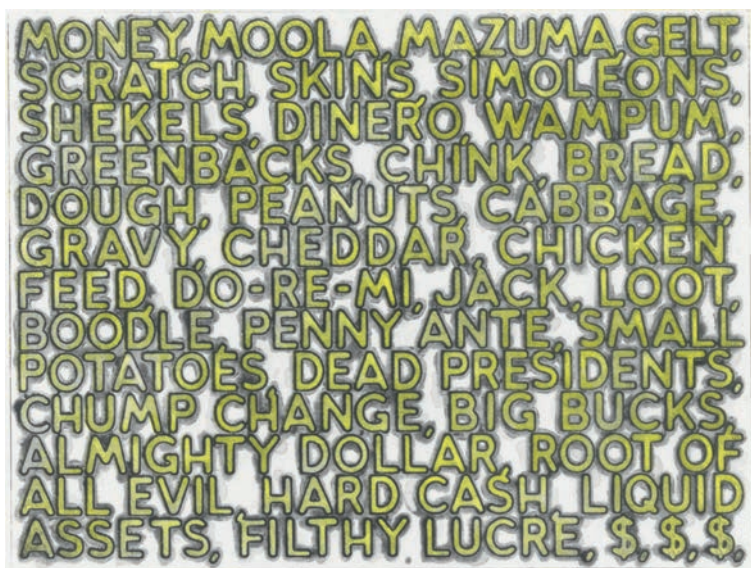 MONEY, MOOLA, MAZUMA, GELT,
SCRATCH, SKINS, SIMOLEONS,
SHEKELS, DINERO, WAMPUM,
GREENBACKS, CHINK, BREAD,
DOUGH, PEANUTS, CABBAGE,
GRAVY, CHEDDAR, CHICKEN
FEED, DO-RE-MI, JACK, LOOT,
BOODLE, PENNY ANTE, SMALL
POTATOES, DEAD PRESIDENTS,
CHUMP CHANGE, BIG BUCKS,
ALMIGHTY DOLLAR, ROOT OF
ALL EVIL, HARD CASH, LIQUID
ASSETS, FILTHY LUCRE, $,$,$,